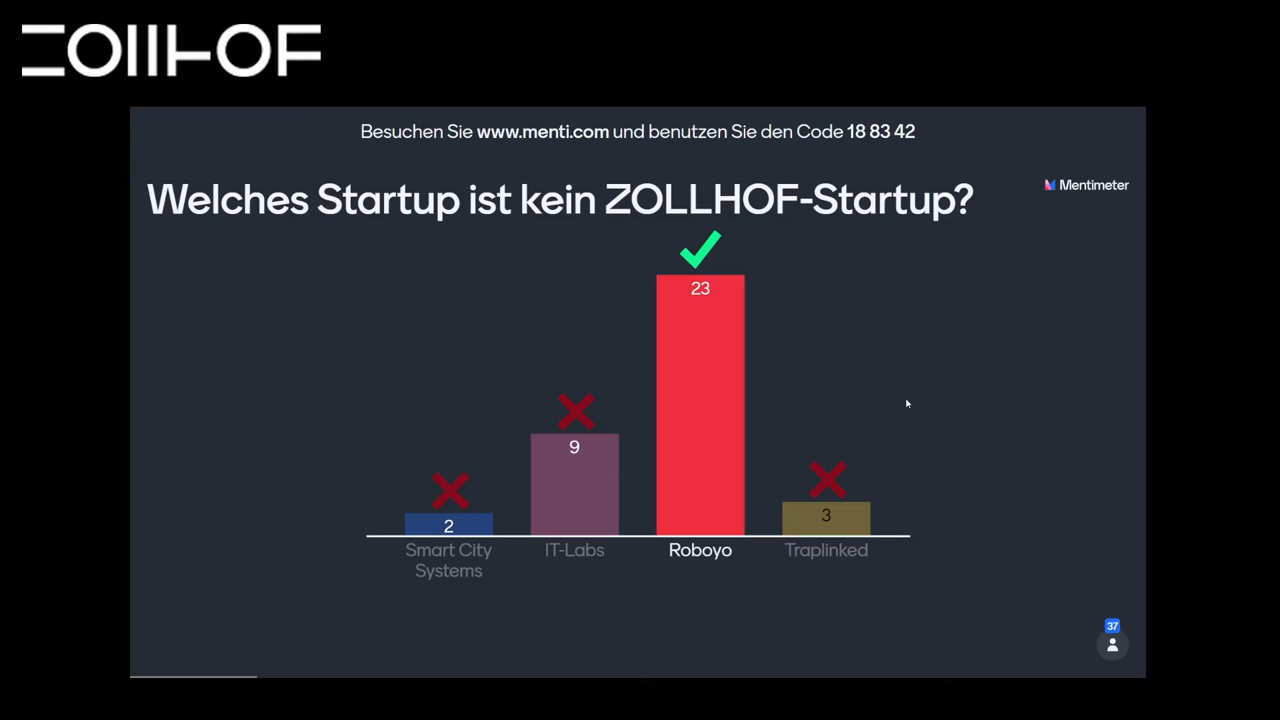 ZOLLHOF
Besuchen Sie www.menti.com und benutzen Sie den Code 18 83 42
Welches Startup ist kein ZOLLHOF-Startup?
Mentimeter
23
9
2
3
Smart City Systems
IT-Labs
Roboyo
Traplinked
37